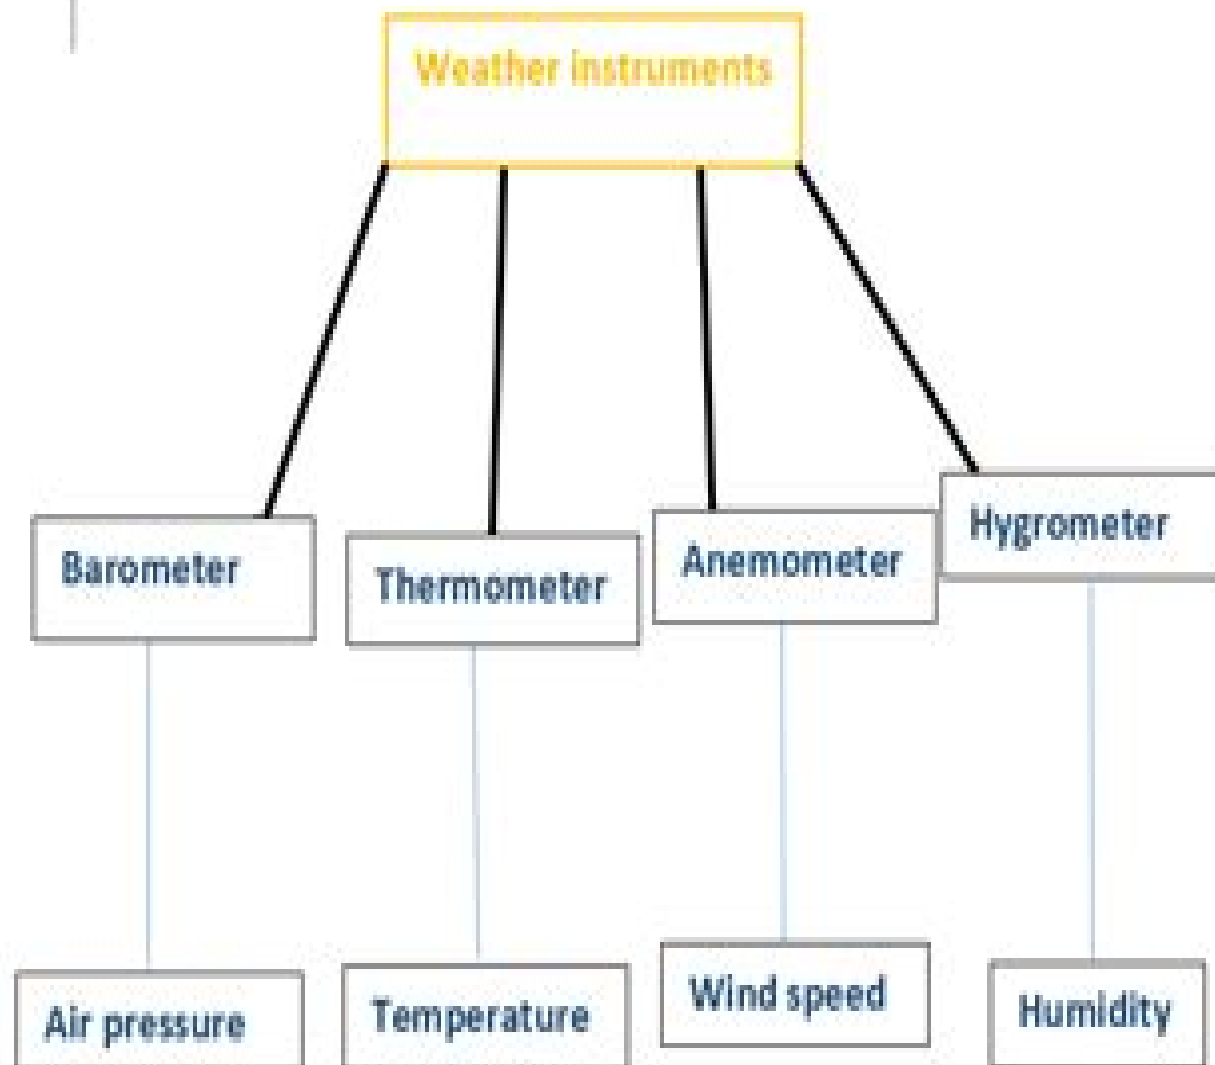 Weather instruments
Barometer
Thermometer
Anemometer
Hygrometer
Air pressure
Temperature
Wind speed
Humidity